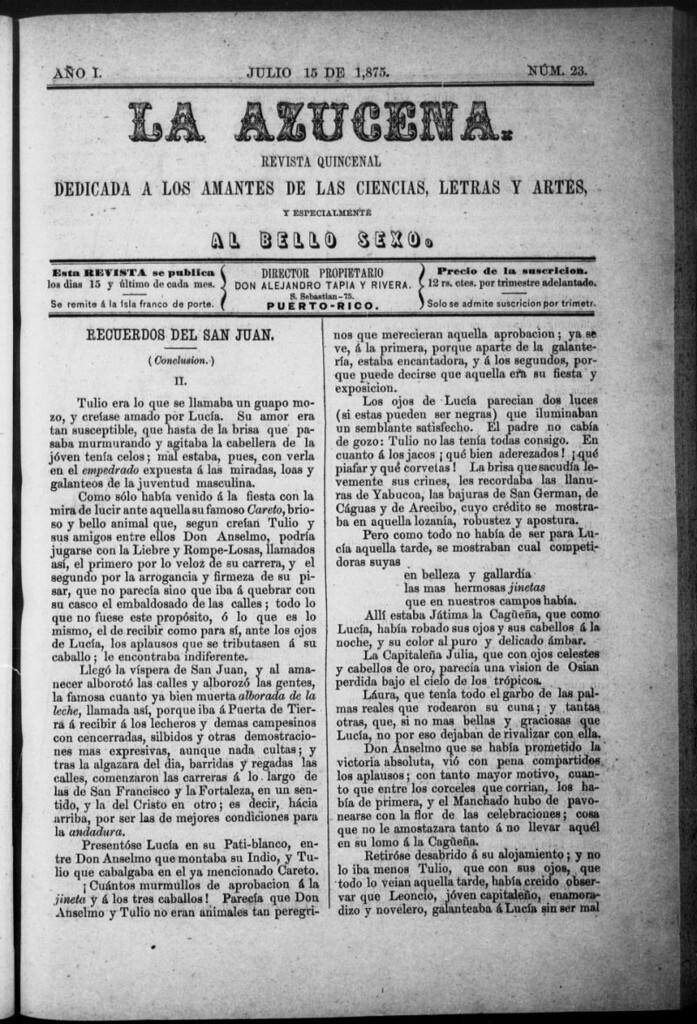 AÑO I. JULIO 15 DE 1,875. NÚM. 23.
LA AZUCENA.
REVISTA QUINCENAL
DEDICADA A LOS AMANTES DE LAS CIENCIAS, LETRAS Y ARTES,
Y ESPECIALMENTE
AL BELLO SEXO.
Esta REVISTA se publica
los dias 15 y último de cada mes.
Se remite á la Isla franco de porte.
DIRECTOR PROPIETARIO
DON ALEJANDRO TAPIA Y RIVERA.
S. Sebastian-75.
PUERTO-RICO.
Precio de la suscricion.
12 rs. ctes. por trimestre adelantado.
Solo se admite suscricion por trimetr.
RECUERDOS DEL SAN JUAN.
(Conclusion.)
II.
Tulio era lo que se llamaba un guapo mo-
zo, y creíase amado por Lucía. Su amor era
tan susceptible, que hasta de la brisa que pa-
saba murmurando y agitaba la cabellera de la
jóven tenía celos; mal estaba, pues, con verla
en el empedrado expuesta á las miradas, loas y
galanteos de la juventud masculina.
Como sólo había venido á la fiesta con la
mira de lucir ante aquella su famoso Careto, brio-
so y bello animal que, segun creían Tulio y
sus amigos entre ellos Don Anselmo, podría
jugarse con la Liebre y Rompe-Losas, llamados
así, el primero por lo veloz de su carrera, y el
segundo por la arrogancia y firmeza de su pi-
sar, que no parecía sino que iba á quebrar con
su casco el embaldosado de las calles; todo lo
que no fuese este propósito, ó lo que es lo
mismo, el de recibir como para sí, ante los ojos
de Lucía, los aplausos que se tributasen á su
caballo; le encontraba indiferente.
Llegó la víspera de San Juan, y al ama-
necer alborotó las calles y alborozó las gentes,
la famosa cuanto ya bien muerta alborada de la
leche, llamada así, porque iba á Puerta de Tier-
ra á recibir á los lecheros y demas campesinos
con cencerradas, silbidos y otras demostracio-
nes mas expresivas, aunque nada cultas; y
tras la algazara del dia, barridas y regadas las
calles, comenzaron las carreras á lo largo de
las de San Francisco y la Fortaleza, en un sen-
tido, y la del Cristo en otro; es decir, hácia
arriba, por ser las de mejores condiciones para
la andadura.
Presentóse Lucía en su Pati-blanco, en-
tre Don Anselmo que montaba su Indio, y Tu-
lio que cabalgaba en el ya mencionado Careto.
¡Cuántos murmullos de aprobacion á la
jineta y á los tres caballos! Parecía que Don
Anselmo y Tulio no eran animales tan peregri-
nos que merecieran aquella aprobacion; ya se
ve, á la primera, porque aparte de la galante-
ría, estaba encantadora, y á los segundos, por-
que puede decirse que aquella era su fiesta y
exposicion.
Los ojos de Lucía parecian dos luces
(si estas pueden ser negras) que iluminaban
un semblante satisfecho. El padre no cabía
de gozo: Tulio no las tenía todas consigo. En
cuanto á los jacos ¡qué bien aderezados! ¡qué
piafar y qué corvetas! La brisa que sacudía le-
vemente sus crines, les recordaba las llanu-
ras de Yabucoa, las bajuras de San German, de
Cáguas y de Arecibo, cuyo crédito se mostra-
ba en aquella lozanía, robustez y apostura.
Pero como todo no había de ser para Lu-
cía aquella tarde, se mostraban cual competi-
doras suyas
en belleza y gallardía
las mas hermosas jinetas
que en nuestros campos había.
Allí estaba Játima la Cagüeña, que como
Lucía, había robado sus ojos y sus cabellos á la
noche, y su color al puro y delicado ámbar.
La Capitaleña Julia, que con ojos celestes
y cabellos de oro, parecía una vision de Osian
perdida bajo el cielo de los trópicos.
Láura, que tenía todo el garbo de las pal-
mas reales que rodearon su cuna; y tantas
otras, que, si no mas bellas y graciosas que
Lucía, no por eso dejaban de rivalizar con ella.
Don Anselmo que se había prometido la
victoria absoluta, vió con pena compartidos
los aplausos; con tanto mayor motivo, cuan-
to que entre los corceles que corrian, los ha-
bía de primera, y el Manchado hubo de pavo-
nearse con la flor de las celebraciones; cosa
que no le amostazara tanto á no llevar aquél
en su lomo á la Cagüeña.
Retiróse desabrido á su alojamiento; y no
lo iba menos Tulio, que con sus ojos, que
todo lo veian aquella tarde, había creido obser-
var que Leoncio, jóven capitaleño, enamora-
dizo y novelero, galanteaba á Lucía sin ser mal